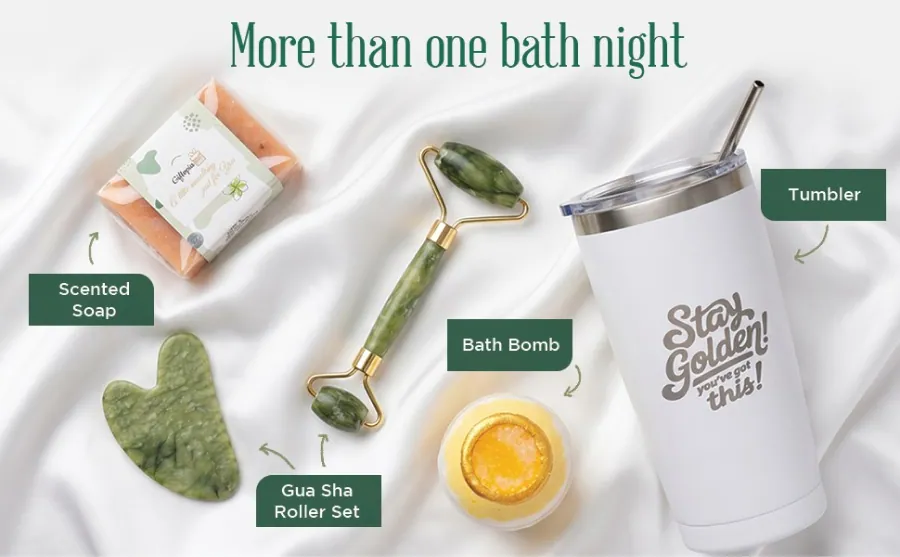 More than one bath night
Giftopia
Tumbler
Scented
Soap
Stay
Golden!
you've got
this!
Bath Bomb
Gua Sha
Roller Set